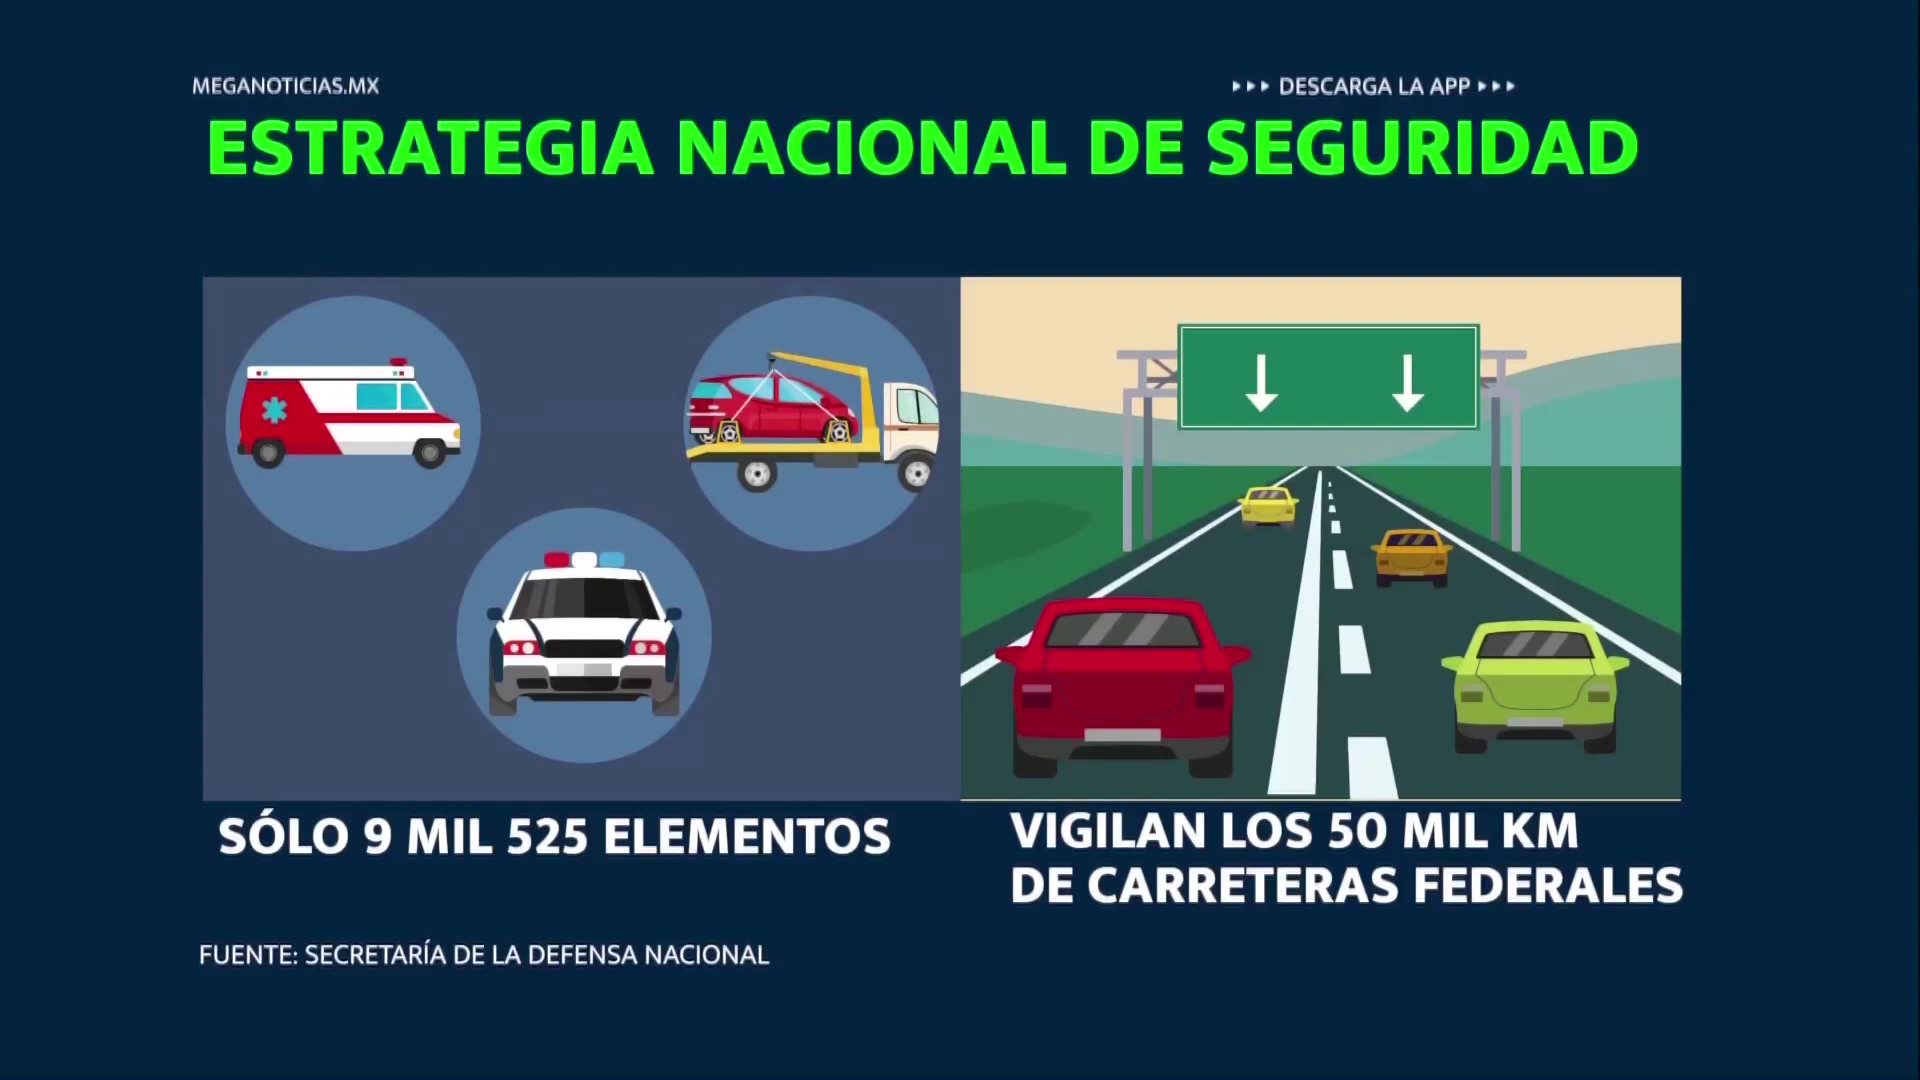 MEGANOTICIAS.MX
DESCARGA LA APP
ESTRATEGIA NACIONAL DE SEGURIDAD
SÓLO 9 MIL 525 ELEMENTOS
VIGILAN LOS 50 MIL KM
DE CARRETERAS FEDERALES
FUENTE: SECRETARÍA DE LA DEFENSA NACIONAL